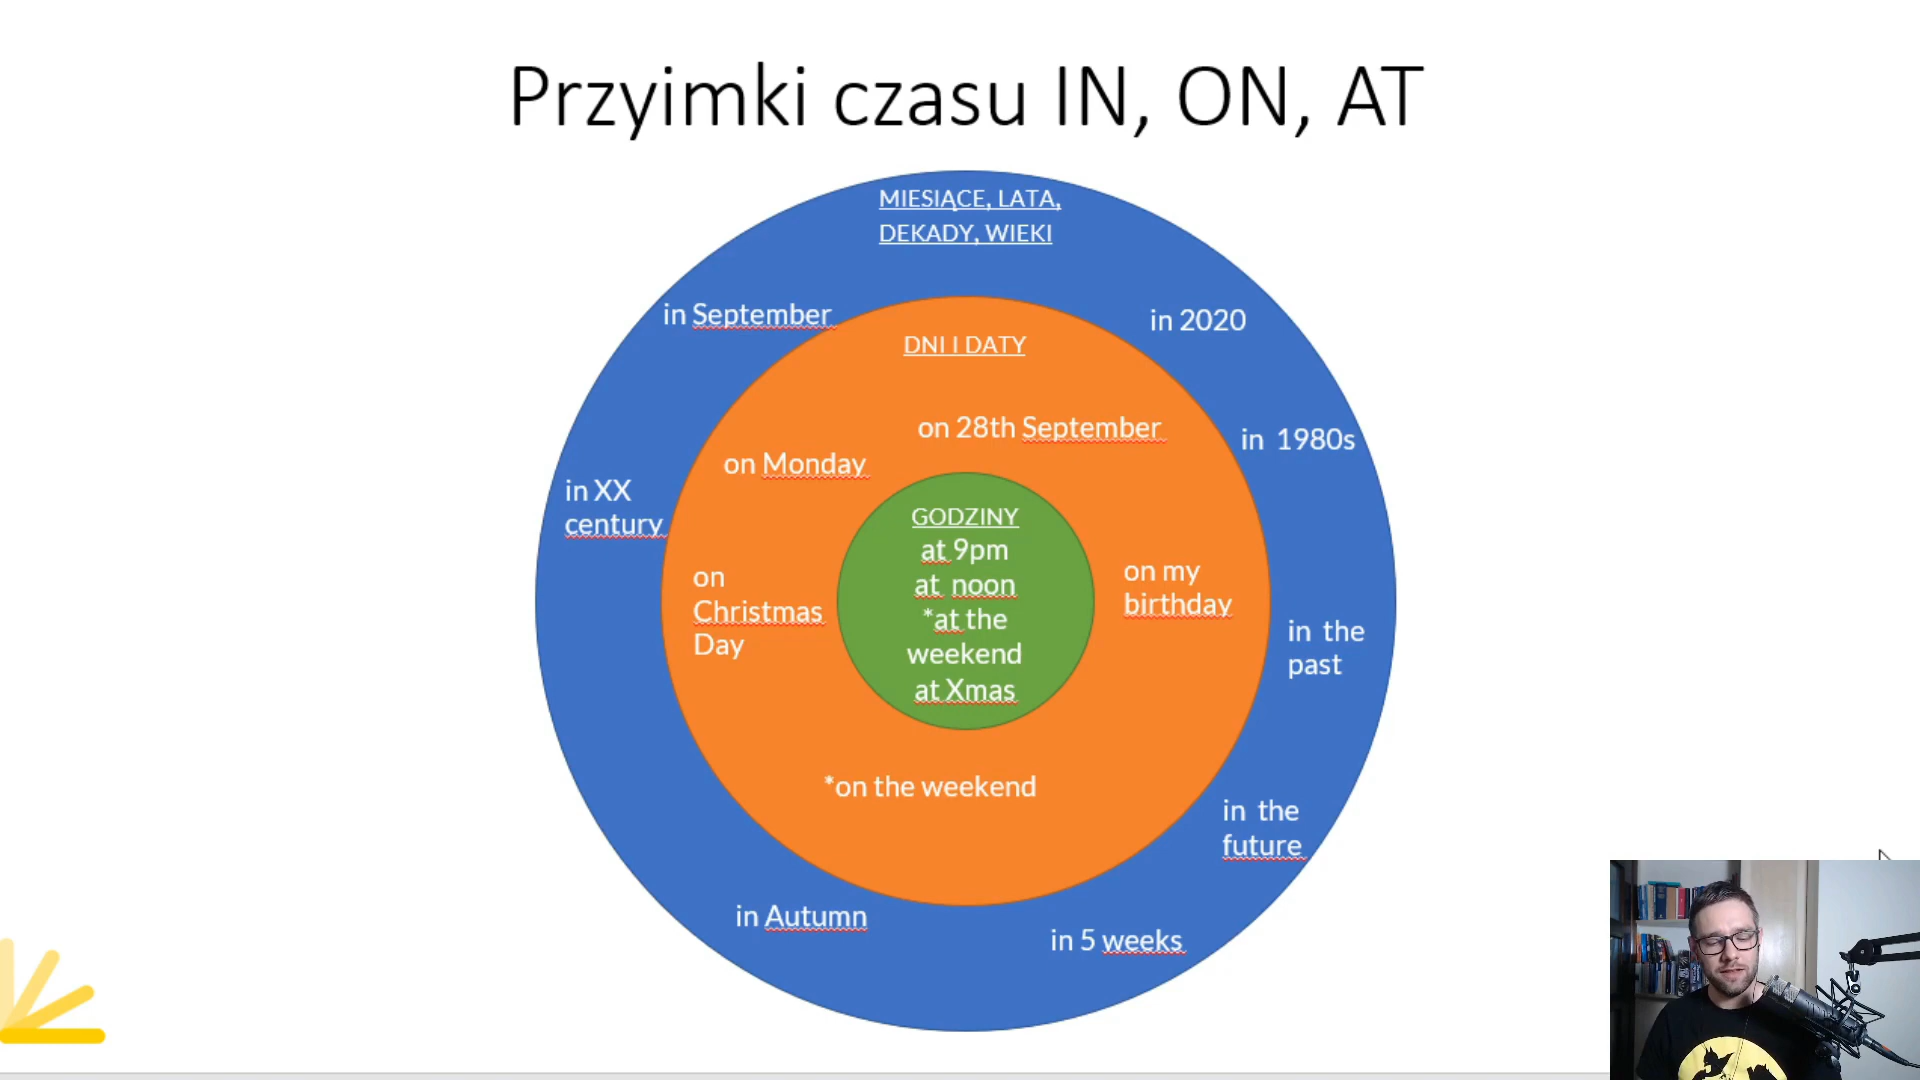 Przyimki czasu IN, ON, AT
MIESIĄCE, LATA,
DEKADY, WIEKI
in September
in 2020
DNI I DATY
on 28th September
in 1980s
on Monday
in XX
century
GODZINY
at 9pm
at noon
*at the
weekend
at Xmas
on
Christmas
Day
on my
birthday
in the
past
*on the weekend
in the
future
in Autumn
in 5 weeks